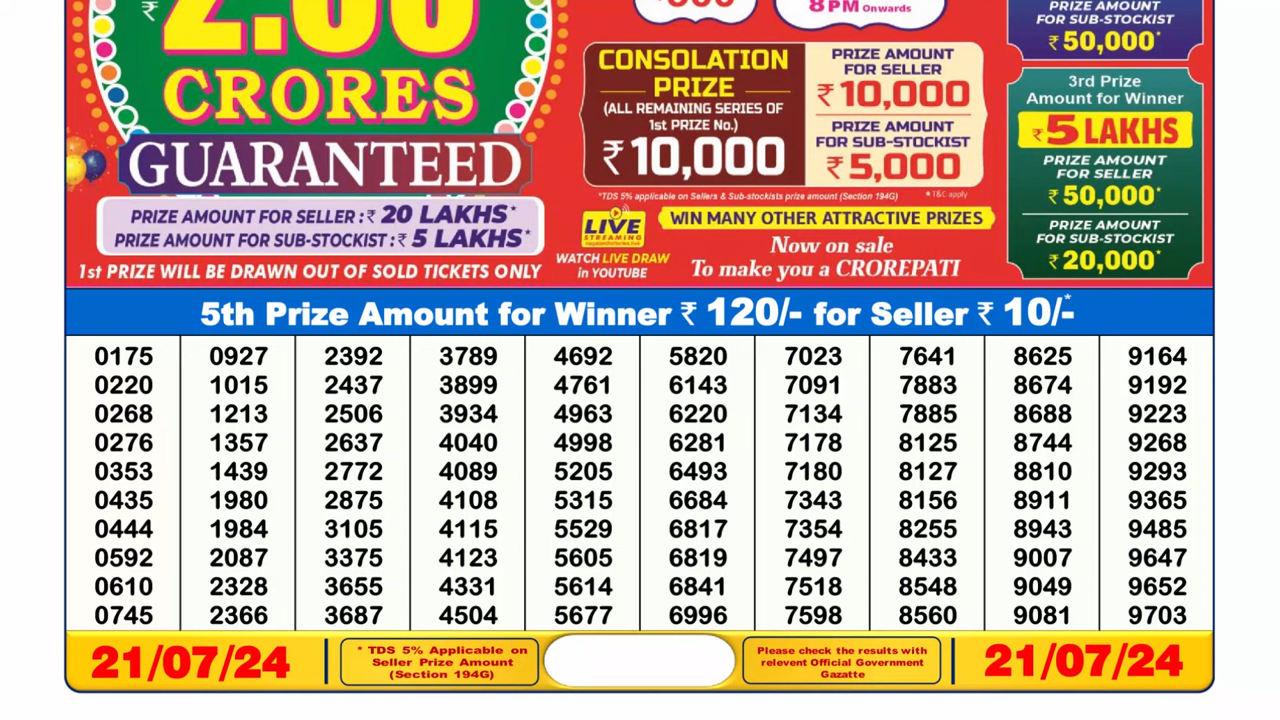 ₹
CRORES
GUARANTEED
PRIZE AMOUNT FOR SELLER : ₹ 20 LAKHS*
PRIZE AMOUNT FOR SUB-STOCKIST : ₹ 5 LAKHS*
1st PRIZE WILL BE DRAWN OUT OF SOLD TICKETS ONLY
8PM Onwards
CONSOLATION
PRIZE
(ALL REMAINING SERIES OF
1st PRIZE No.)
₹ 10,000
PRIZE AMOUNT
FOR SELLER
₹ 10,000
PRIZE AMOUNT
FOR SUB-STOCKIST
₹ 5,000
*TDS 5% applicable on Sellers & Sub-stockists prize amount (Section 194G)
*T&C apply
LIVE
STREAMING
WATCH LIVE DRAW
in YOUTUBE
WIN MANY OTHER ATTRACTIVE PRIZES
Now on sale
To make you a CROREPATI
PRIZE AMOUNT
FOR SUB-STOCKIST
₹ 50,000*
3rd Prize
Amount for Winner
₹ 5 LAKHS
PRIZE AMOUNT
FOR SELLER
₹ 50,000*
PRIZE AMOUNT
FOR SUB-STOCKIST
₹ 20,000*
5th Prize Amount for Winner ₹ 120/- for Seller ₹ 10/-*
0175 0927 2392 3789 4692 5820 7023 7641 8625 9164
0220 1015 2437 3899 4761 6143 7091 7883 8674 9192
0268 1213 2506 3934 4963 6220 7134 7885 8688 9223
0276 1357 2637 4040 4998 6281 7178 8125 8744 9268
0353 1439 2772 4089 5205 6493 7180 8127 8810 9293
0435 1980 2875 4108 5315 6684 7343 8156 8911 9365
0444 1984 3105 4115 5529 6817 7354 8255 8943 9485
0592 2087 3375 4123 5605 6819 7497 8433 9007 9647
0610 2328 3655 4331 5614 6841 7518 8548 9049 9652
0745 2366 3687 4504 5677 6996 7598 8560 9081 9703
21/07/24
* TDS 5% Applicable on
Seller Prize Amount
(Section 194G)
Please check the results with
relevent Official Government
Gazatte
21/07/24